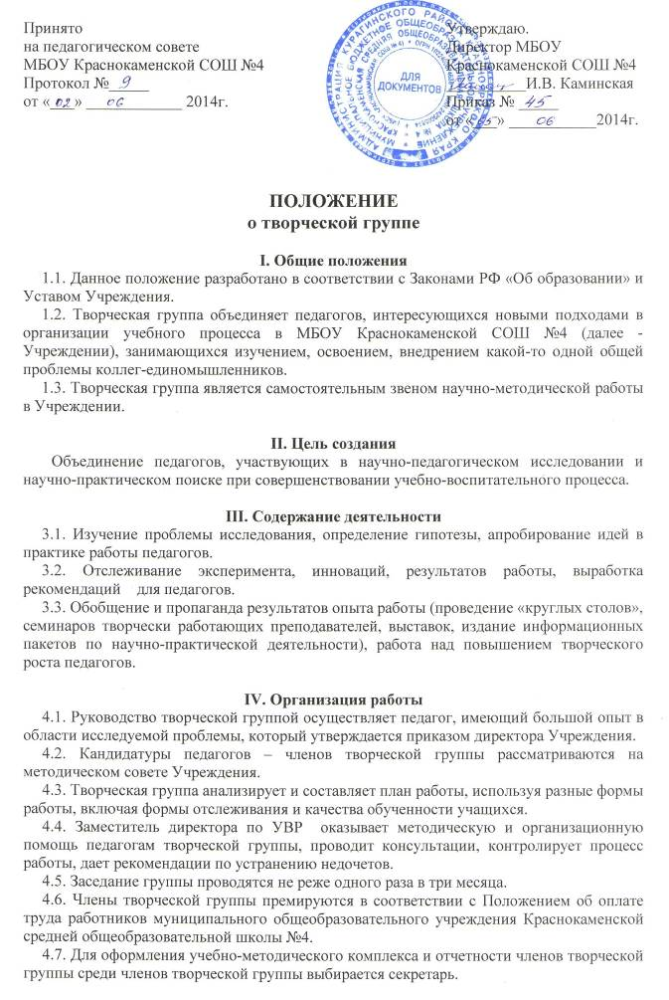 Принято
на педагогическом совете
МБОУ Краснокаменской СОШ №4
Протокол № 9
от «02» 06 2014г.
Утверждаю.
Директор МБОУ
Краснокаменской СОШ №4
И.В. Каминская
Приказ № 45
от «05» 06 2014г.
ДЛЯ
ДОКУМЕНТОВ
ПОЛОЖЕНИЕ
о творческой группе
I. Общие положения
1.1. Данное положение разработано в соответствии с Законами РФ «Об образовании» и
Уставом Учреждения.
1.2. Творческая группа объединяет педагогов, интересующихся новыми подходами в
организации учебного процесса в МБОУ Краснокаменской СОШ №4 (далее -
Учреждении), занимающихся изучением, освоением, внедрением какой-то одной общей
проблемы коллег-единомышленников.
1.3. Творческая группа является самостоятельным звеном научно-методической работы
в Учреждении.
II. Цель создания
Объединение педагогов, участвующих в научно-педагогическом исследовании и
научно-практическом поиске при совершенствовании учебно-воспитательного процесса.
III. Содержание деятельности
3.1. Изучение проблемы исследования, определение гипотезы, апробирование идей в
практике работы педагогов.
3.2. Отслеживание эксперимента, инноваций, результатов работы, выработка
рекомендаций для педагогов.
3.3. Обобщение и пропаганда результатов опыта работы (проведение «круглых столов»,
семинаров творчески работающих преподавателей, выставок, издание информационных
пакетов по научно-практической деятельности), работа над повышением творческого
роста педагогов.
IV. Организация работы
4.1. Руководство творческой группой осуществляет педагог, имеющий большой опыт в
области исследуемой проблемы, который утверждается приказом директора Учреждения.
4.2. Кандидатуры педагогов – членов творческой группы рассматриваются на
методическом совете Учреждения.
4.3. Творческая группа анализирует и составляет план работы, используя разные формы
работы, включая формы отслеживания и качества обученности учащихся.
4.4. Заместитель директора по УВР оказывает методическую и организационную
помощь педагогам творческой группы, проводит консультации, контролирует процесс
работы, дает рекомендации по устранению недочетов.
4.5. Заседание группы проводятся не реже одного раза в три месяца.
4.6. Члены творческой группы премируются в соответствии с Положением об оплате
труда работников муниципального общеобразовательного учреждения Краснокаменской
средней общеобразовательной школы №4.
4.7. Для оформления учебно-методического комплекса и отчетности членов творческой
группы среди членов творческой группы выбирается секретарь.